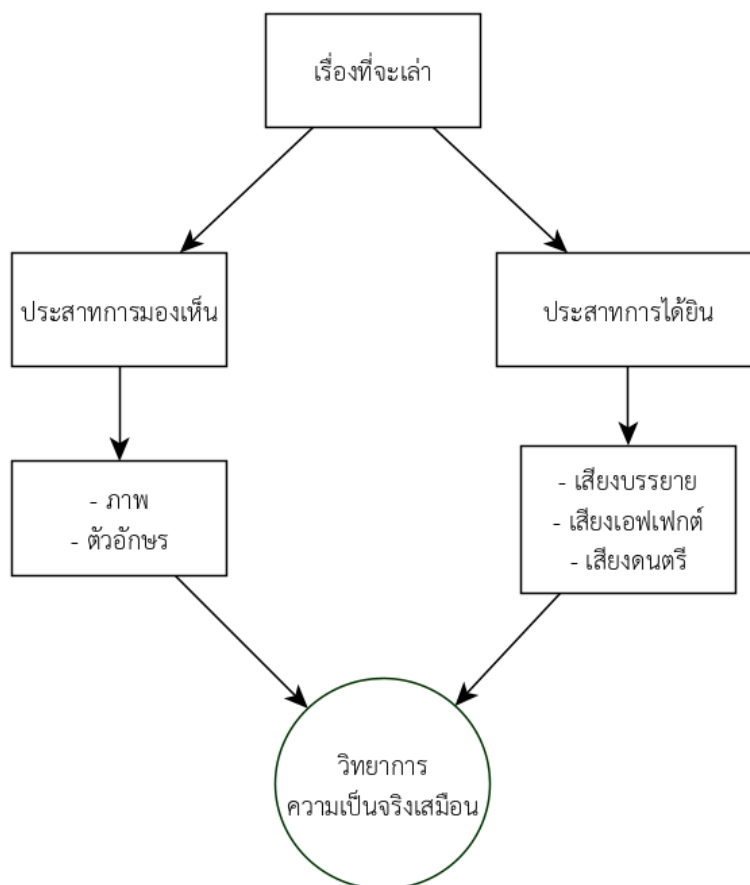 เรื่องที่จะเล่า
ประสาทการมองเห็น
ประสาทการได้ยิน
- ภาพ
- ตัวอักษร
- เสียงบรรยาย
- เสียงเอฟเฟกต์
- เสียงดนตรี
วิทยาการ
ความเป็นจริงเสมือน